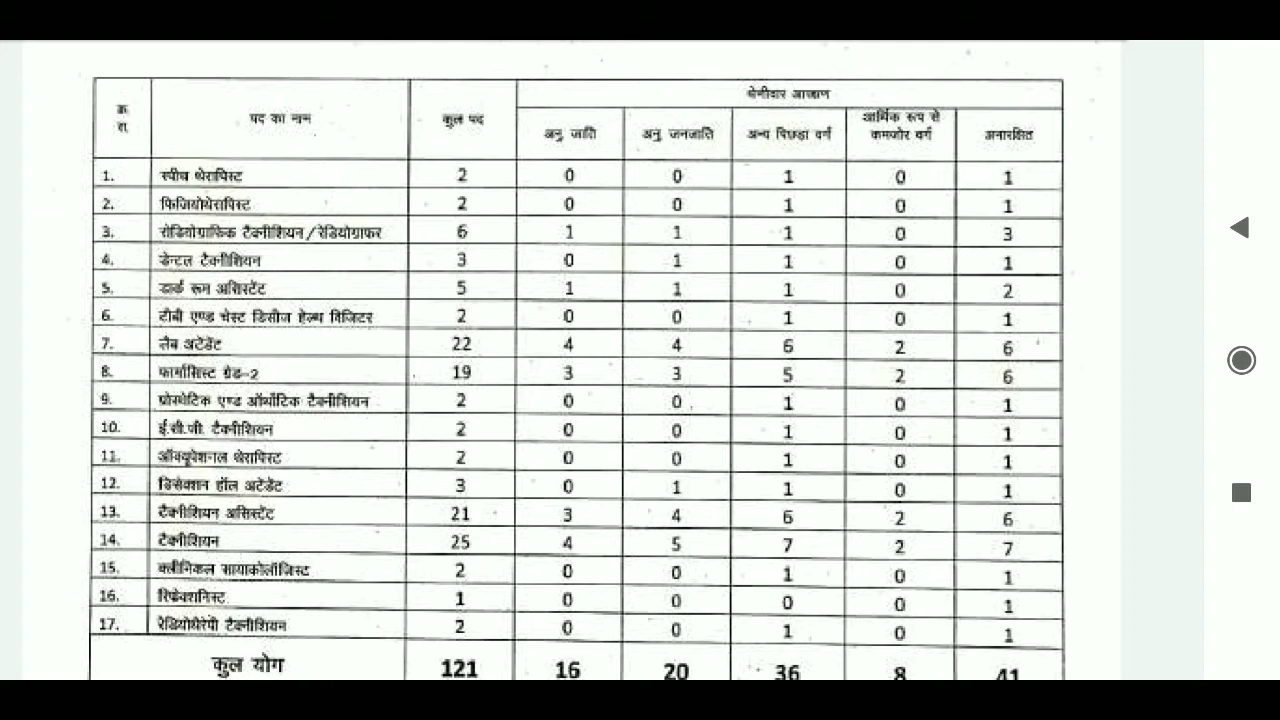 क्र
सं.
पद का नाम
कुल पद
श्रेणीवार आरक्षण
अनु. जाति
अनु. जनजाति
अन्य पिछड़ा वर्ग
आर्थिक रूप से
कमजोर वर्ग
अनारक्षित
1. स्पीच थेरापिस्ट 2 0 0 1 0 1
2. फिजियोथेरापिस्ट 2 0 0 1 0 1
3. रोडियोग्राफिक टैक्नीशियन/रेडियोग्राफर 6 1 1 1 0 3
4. डेन्टल टैक्नीशियन 3 0 1 1 0 1
5. डार्क रूम असिस्टेंट 5 1 1 1 0 2
6. टीबी एण्ड चेस्ट डिसीज हेल्थ विजिटर 2 0 0 1 0 1
7. लैब अटेंडेंट 22 4 4 6 2 6
8. फार्मासिस्ट ग्रेड-2 19 3 3 5 2 6
9. प्रोस्थेटिक एण्ड ऑर्थोटिक टैक्नीशियन 2 0 0 1 0 1
10. ई.सी.जी. टैक्नीशियन 2 0 0 1 0 1
11. ऑक्यूपेशनल थेरापिस्ट 2 0 0 1 0 1
12. डिसेक्शन हॉल अटेंडेंट 3 0 1 1 0 1
13. टैक्नीशियन असिस्टेंट 21 3 4 6 2 6
14. टैक्नीशियन 25 4 5 7 2 7
15. क्लीनिकल सायाकोलॉजिस्ट 2 0 0 1 0 1
16. रिफ्रेक्शनिस्ट 1 0 0 0 0 1
17. रेडियोथैरेपी टैक्नीशियन 2 0 0 1 0 1
कुल योग 121 16 20 36 8 41